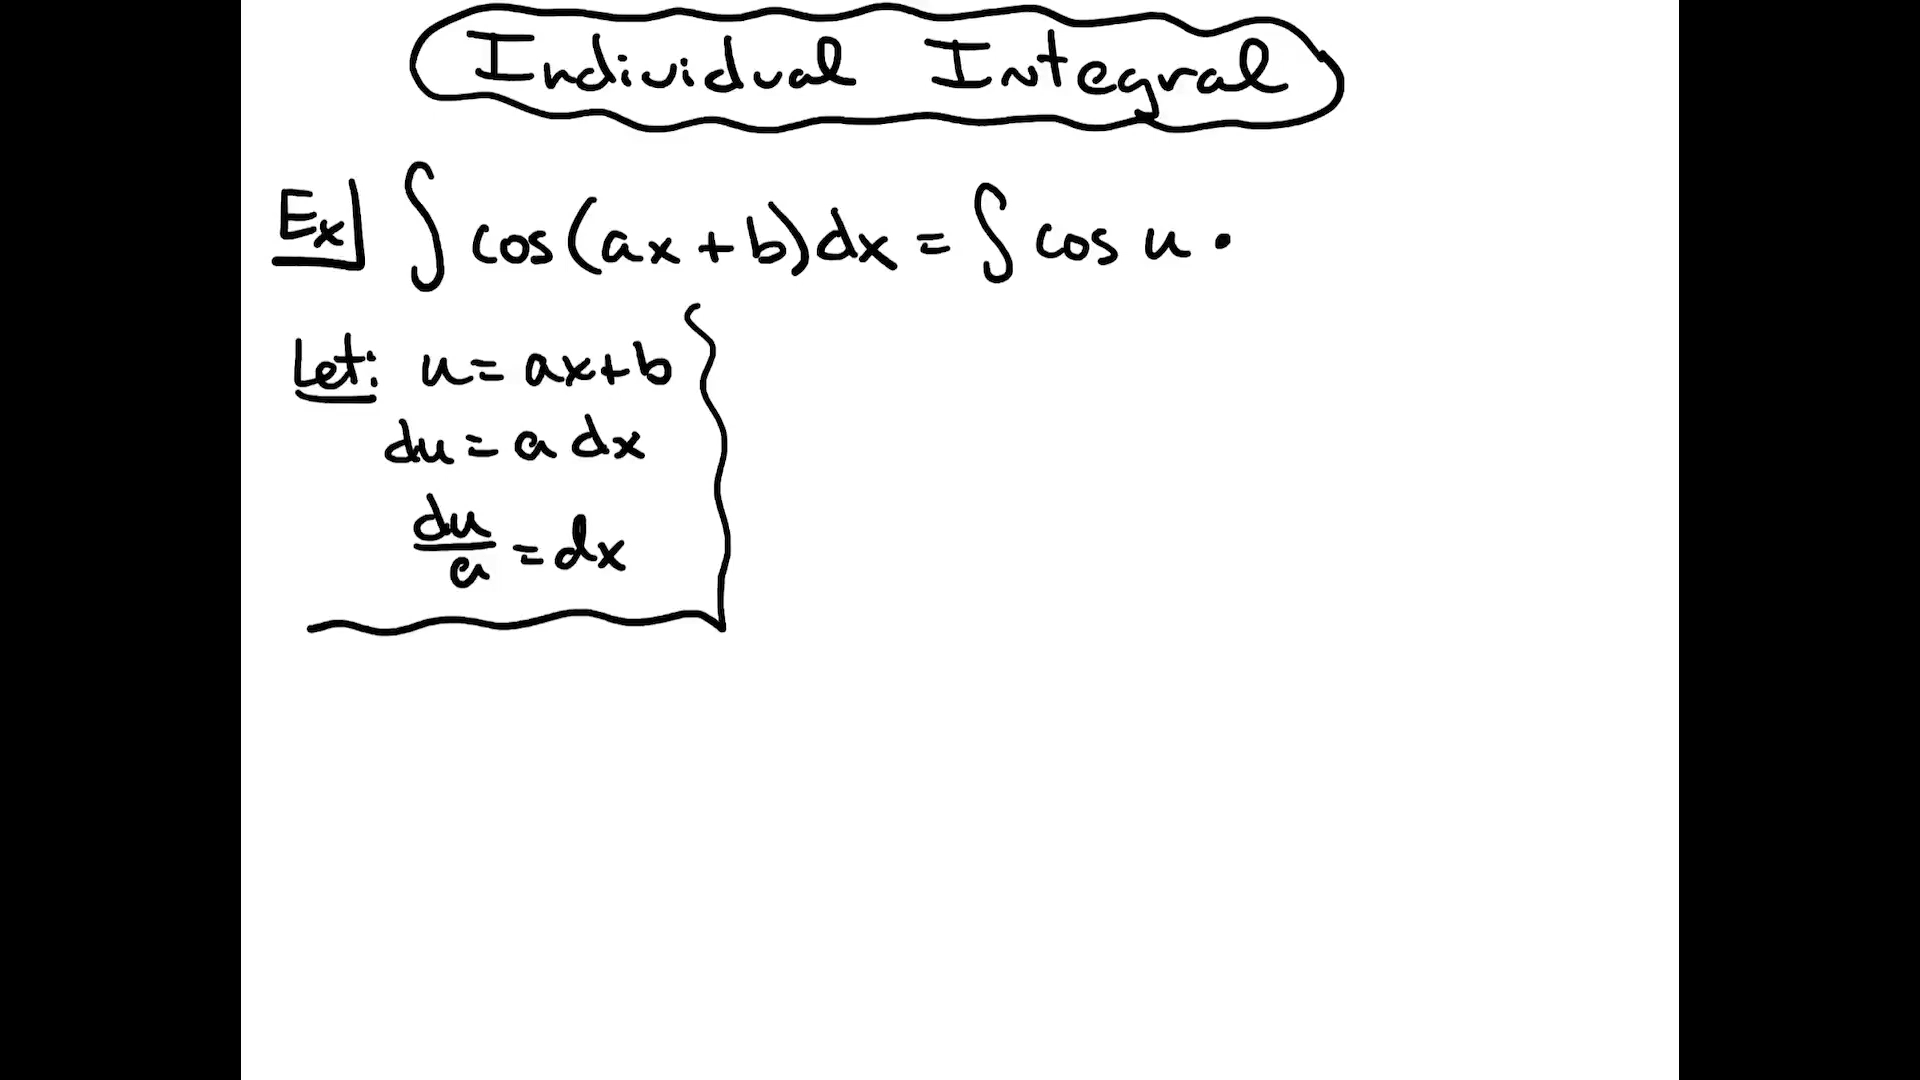 Individual Integral
Ex ∫ cos(ax+b)dx = ∫ cos u ·
Let: u = ax+b
du = a dx
du/a = dx